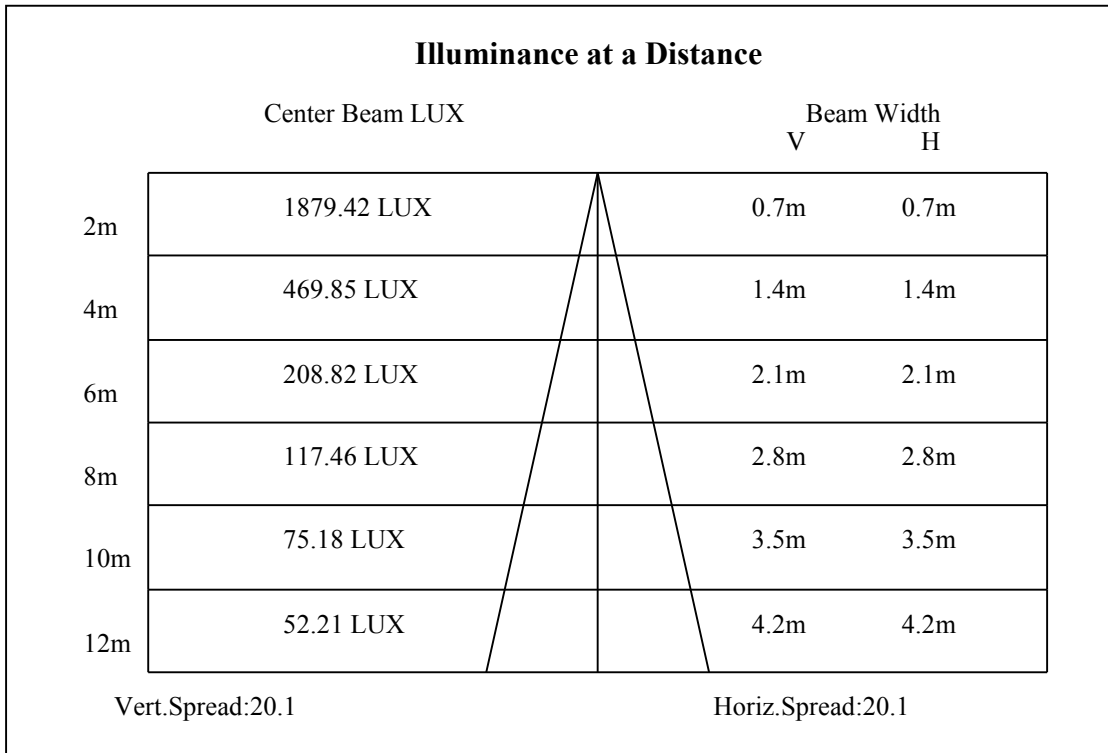 Illuminance at a Distance
Center Beam LUX Beam Width
V H
2m 1879.42 LUX 0.7m 0.7m
4m 469.85 LUX 1.4m 1.4m
6m 208.82 LUX 2.1m 2.1m
8m 117.46 LUX 2.8m 2.8m
10m 75.18 LUX 3.5m 3.5m
12m 52.21 LUX 4.2m 4.2m
Vert.Spread:20.1 Horiz.Spread:20.1